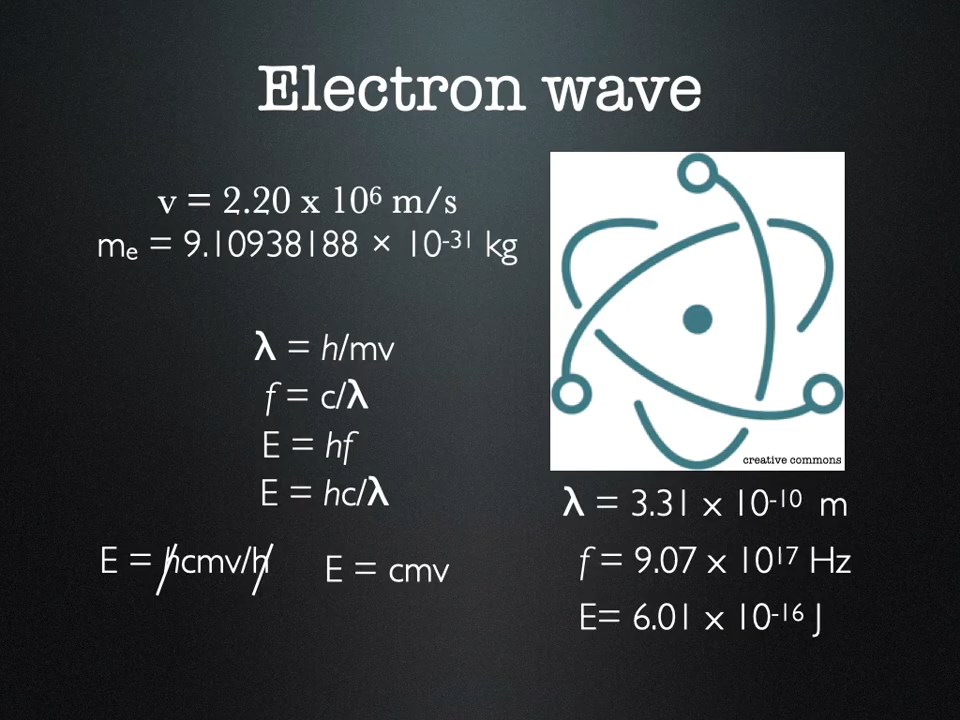 Electron wave
v = 2.20 x 10⁶ m/s
mₑ = 9.10938188 × 10⁻³¹ kg
λ = h/mv
f = c/λ
E = hf
E = hc/λ
E = hcmv/h
E = cmv
creative commons
λ = 3.31 x 10⁻¹⁰ m
f = 9.07 x 10¹⁷ Hz
E= 6.01 x 10⁻¹⁶ J